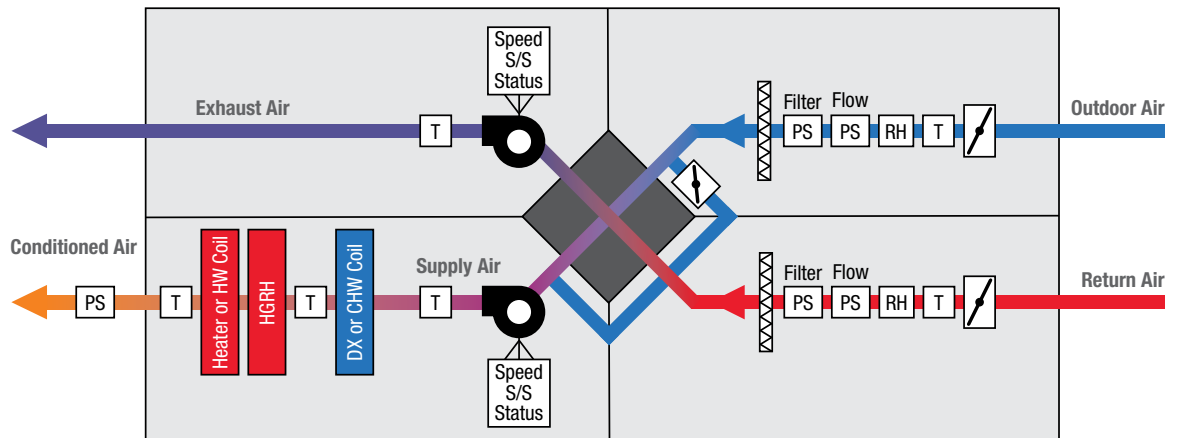 Speed
S/S
Status
Exhaust Air
T
Filter
Flow
PS
PS
RH
T
Outdoor Air
Conditioned Air
PS
T
Heater or HW Coil
HGRH
T
DX or CHW Coil
Supply Air
T
Speed
S/S
Status
Filter
Flow
PS
PS
RH
T
Return Air